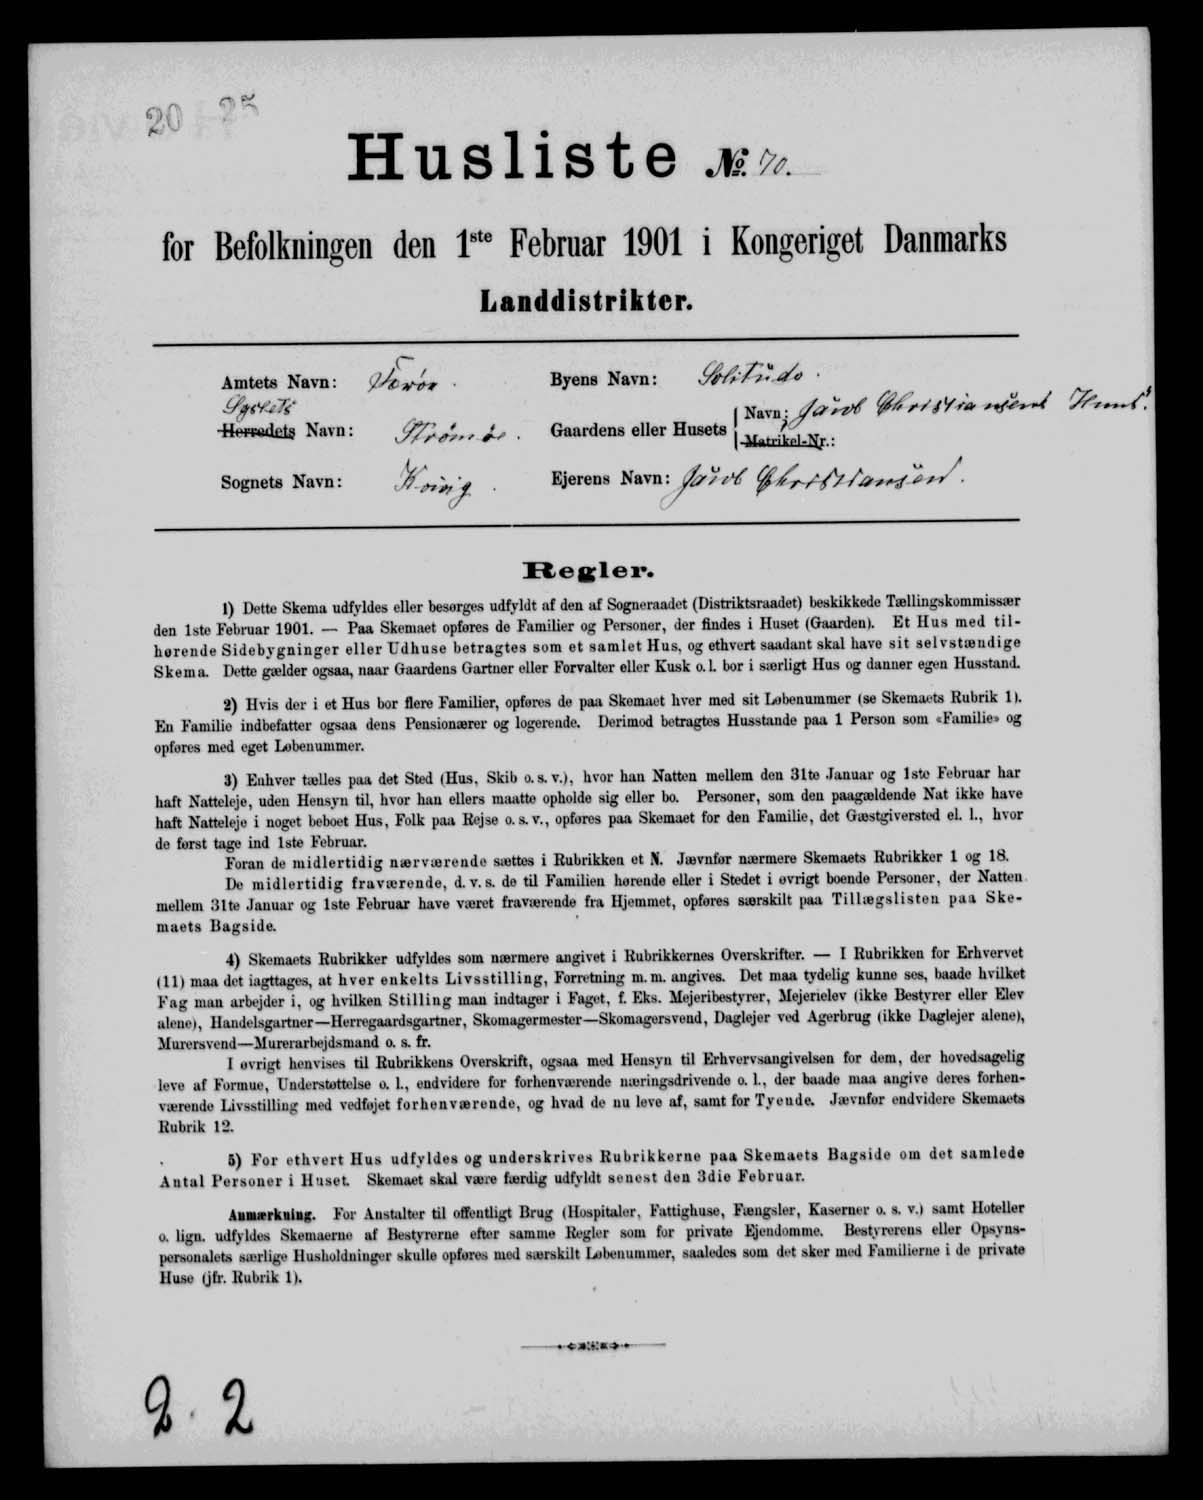 20 25
Husliste No. 70.
for Befolkningen den 1ste Februar 1901 i Kongeriget Danmarks
Landdistrikter.
Amtets Navn: Færöe.
Byens Navn: Solitude.
Syslets
Herredets Navn: Strömöe.
Gaardens eller Husets
Navn: Jacob Christiansens Huus.
Matrikel-Nr.:
Sognets Navn: Kvivig.
Ejerens Navn: Jacob Christiansen.
Regler.
1) Dette Skema udfyldes eller besørges udfyldt af den af Sogneraadet (Distriktsraadet) beskikkede Tællingskommissær
den 1ste Februar 1901. — Paa Skemaet opføres de Familier og Personer, der findes i Huset (Gaarden). Et Hus med til-
hørende Sidebygninger eller Udhuse betragtes som et samlet Hus, og ethvert saadant skal have sit selvstændige
Skema. Dette gælder ogsaa, naar Gaardens Gartner eller Forvalter eller Kusk o. l. bor i særligt Hus og danner egen Husstand.
2) Hvis der i et Hus bor flere Familier, opføres de paa Skemaet hver med sit Løbenummer (se Skemaets Rubrik 1).
En Familie indbefatter ogsaa dens Pensionærer og logerende. Derimod betragtes Husstande paa 1 Person som «Familie» og
opføres med eget Løbenummer.
3) Enhver tælles paa det Sted (Hus, Skib o. s. v.), hvor han Natten mellem den 31te Januar og 1ste Februar har
haft Natteleje, uden Hensyn til, hvor han ellers maatte opholde sig eller bo. Personer, som den paagældende Nat ikke have
haft Natteleje i noget beboet Hus, Folk paa Rejse o. s. v., opføres paa Skemaet for den Familie, det Gæstgiversted el. l., hvor
de først tage ind 1ste Februar.
Foran de midlertidig nærværende sættes i Rubrikken et N. Jævnfør nærmere Skemaets Rubrikker 1 og 18.
De midlertidig fraværende, d. v. s. de til Familien hørende eller i Stedet i øvrigt boende Personer, der Natten
mellem 31te Januar og 1ste Februar have været fraværende fra Hjemmet, opføres særskilt paa Tillægslisten paa Ske-
maets Bagside.
4) Skemaets Rubrikker udfyldes som nærmere angivet i Rubrikkernes Overskrifter. — I Rubrikken for Erhvervet
(11) maa det iagttages, at hver enkelts Livsstilling, Forretning m. m. angives. Det maa tydelig kunne ses, baade hvilket
Fag man arbejder i, og hvilken Stilling man indtager i Faget, f. Eks. Mejeribestyrer, Mejerielev (ikke Bestyrer eller Elev
alene), Handelsgartner—Herregaardsgartner, Skomagermester—Skomagersvend, Daglejer ved Agerbrug (ikke Daglejer alene),
Murersvend—Murerarbejdsmand o. s. fr.
I øvrigt henvises til Rubrikkens Overskrift, ogsaa med Hensyn til Erhvervsangivelsen for dem, der hovedsagelig
leve af Formue, Understøttelse o. l., endvidere for forhenværende næringsdrivende o. l., der baade maa angive deres forhen-
værende Livsstilling med vedføjet forhenværende, og hvad de nu leve af, samt for Tyende. Jævnfør endvidere Skemaets
Rubrik 12.
5) For ethvert Hus udfyldes og underskrives Rubrikkerne paa Skemaets Bagside om det samlede
Antal Personer i Huset. Skemaet skal være færdig udfyldt senest den 3die Februar.
Anmærkning. For Anstalter til offentligt Brug (Hospitaler, Fattighuse, Fængsler, Kaserner o. s. v.) samt Hoteller
o. lign. udfyldes Skemaerne af Bestyrerne efter samme Regler som for private Ejendomme. Bestyrerens eller Opsyns-
personalets særlige Husholdninger skulle opføres med særskilt Løbenummer, saaledes som det sker med Familierne i de private
Huse (jfr. Rubrik 1).
2. 2